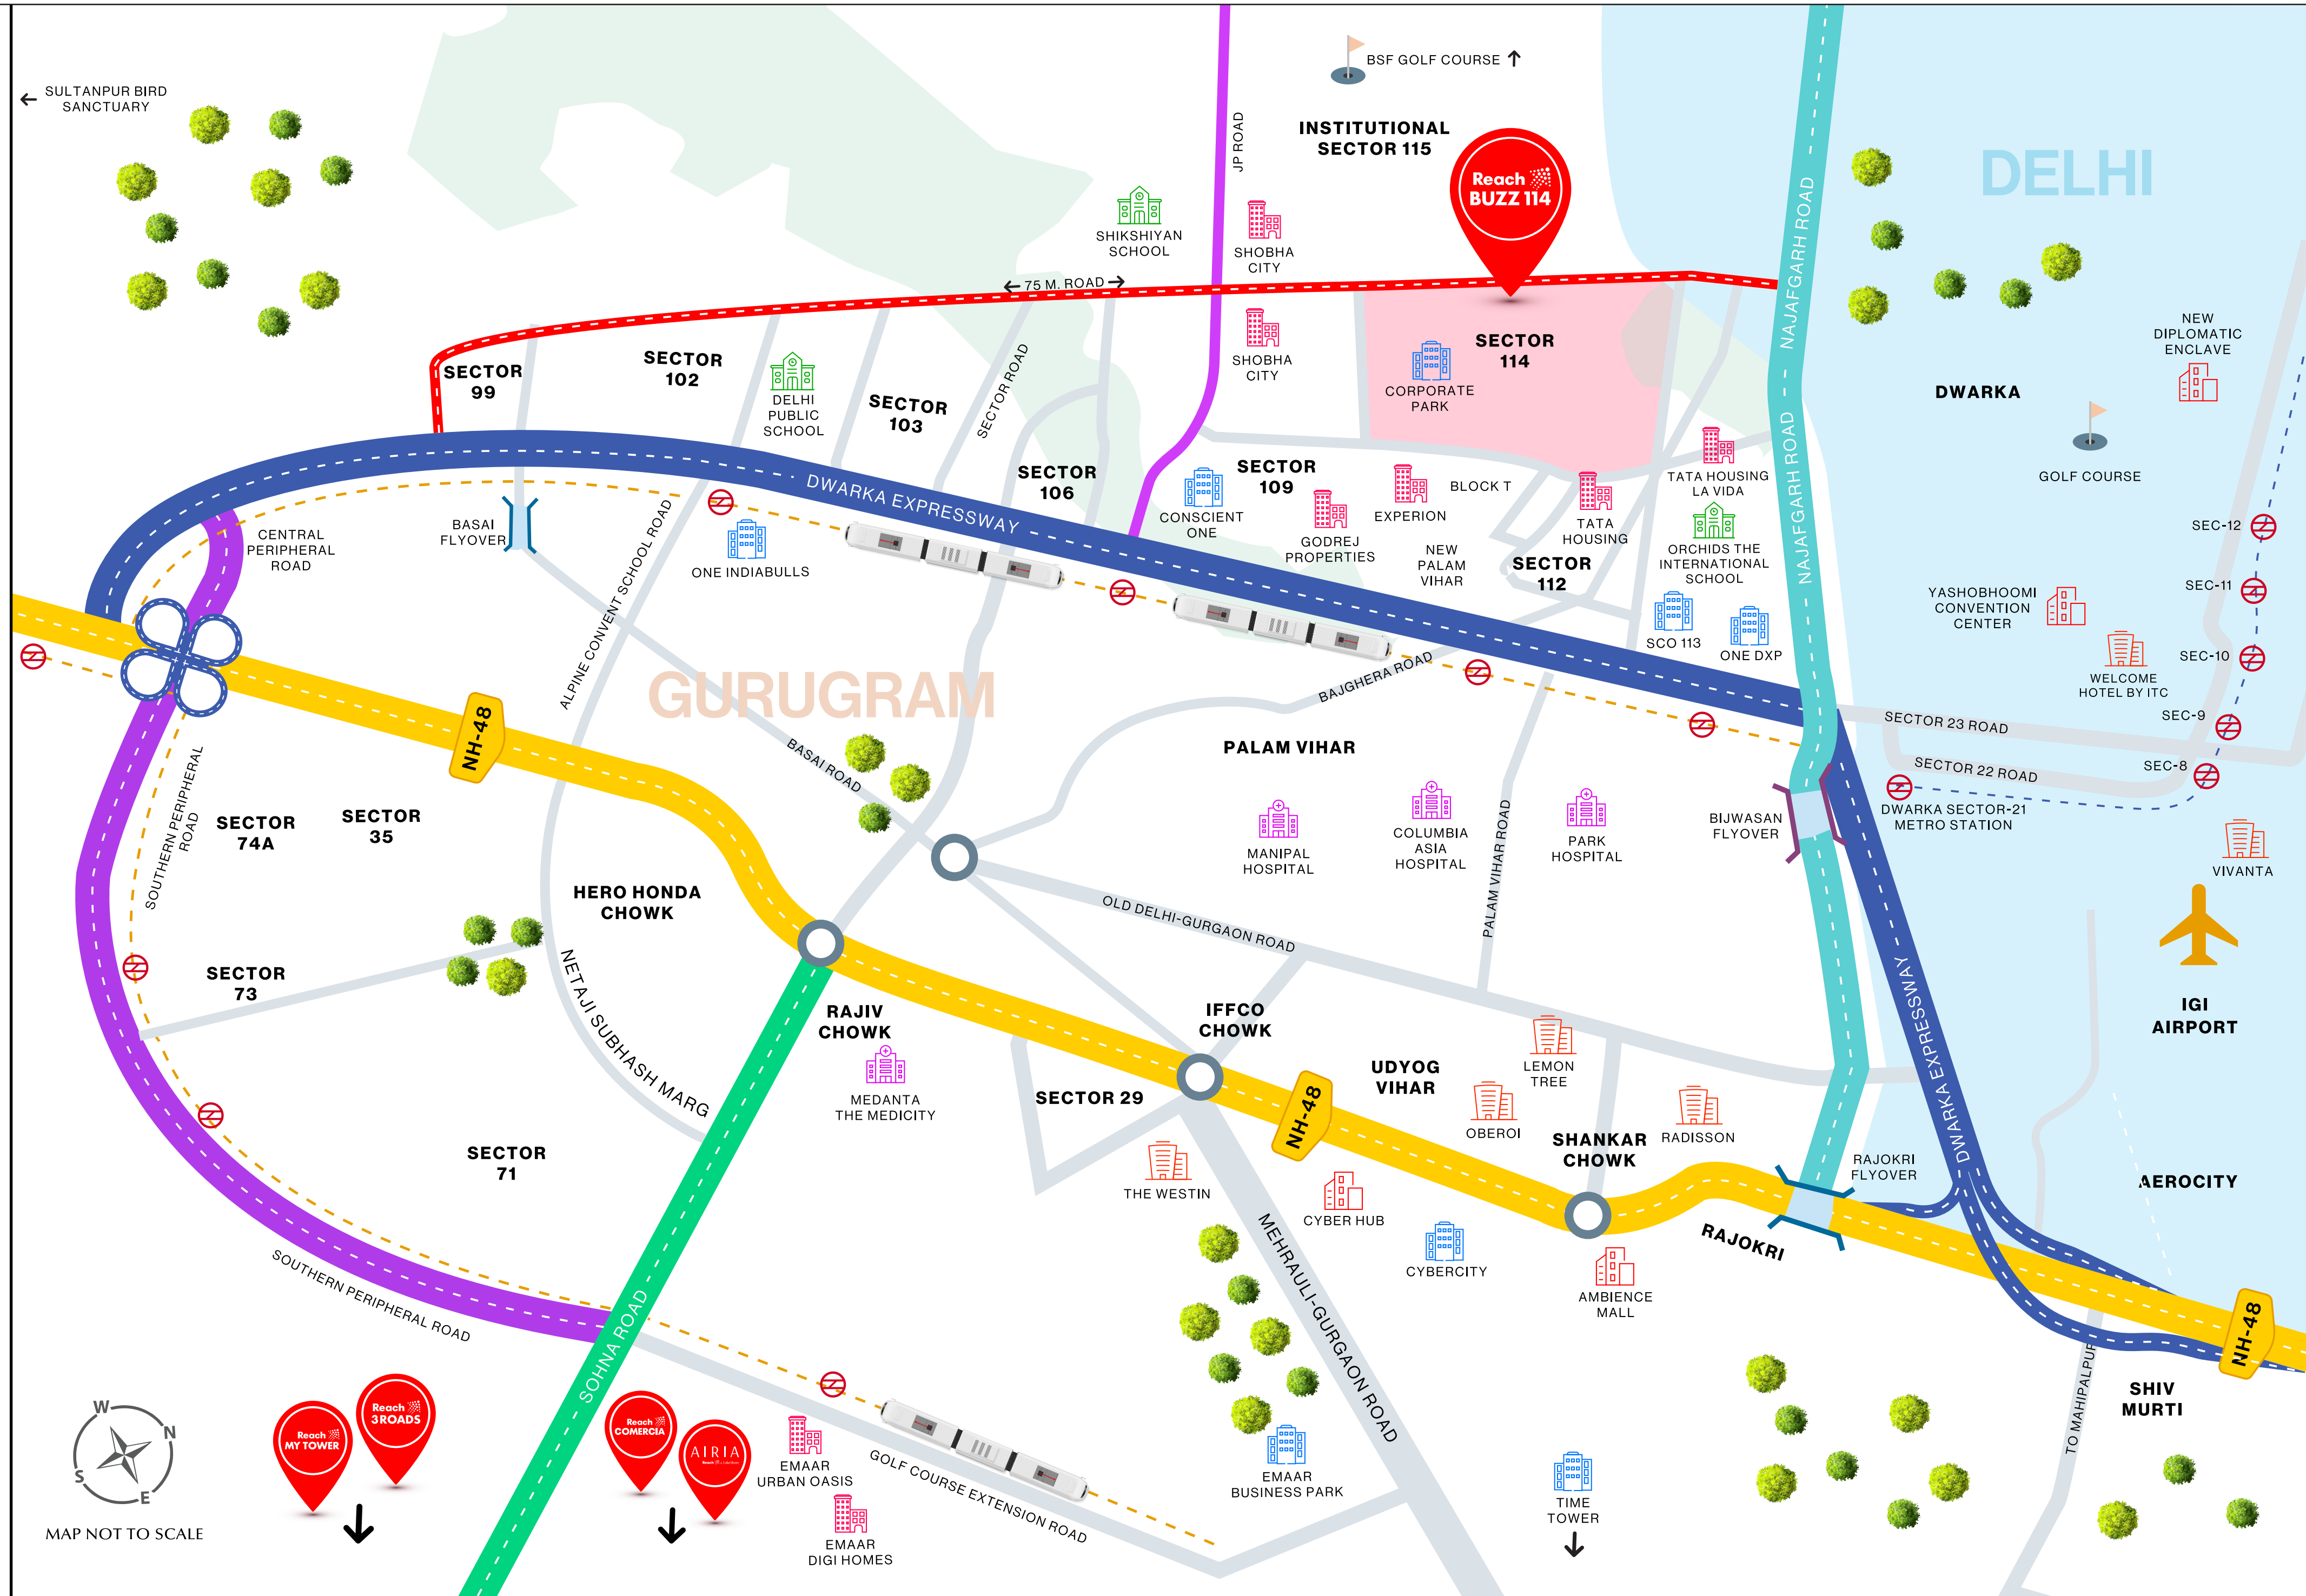 SULTANPUR BIRD
SANCTUARY
BSF GOLF COURSE
INSTITUTIONAL
SECTOR 115
JP ROAD
Reach
BUZZ 114
DELHI
NAJAFGARH ROAD
SHIKSHIYAN
SCHOOL
SHOBHA
CITY
75 M. ROAD
NEW
DIPLOMATIC
ENCLAVE
SECTOR
99
SECTOR
102
DELHI
PUBLIC
SCHOOL
SECTOR
103
SECTOR ROAD
SHOBHA
CITY
CORPORATE
PARK
SECTOR
114
NAJAFGARH ROAD
DWARKA
GOLF COURSE
SECTOR
106
SECTOR
109
CONSCIENT
ONE
GODREJ
PROPERTIES
EXPERION
BLOCK T
NEW
PALAM
VIHAR
TATA
HOUSING
TATA HOUSING
LA VIDA
ORCHIDS THE
INTERNATIONAL
SCHOOL
SECTOR
112
SCO 113
ONE DXP
NAJAFGARH ROAD
DWARKA EXPRESSWAY
CENTRAL
PERIPHERAL
ROAD
BASAI
FLYOVER
ALPINE CONVENT SCHOOL ROAD
ONE INDIABULLS
SEC-12
SEC-11
SEC-10
SEC-9
SEC-8
YASHOBHOOMI
CONVENTION
CENTER
WELCOME
HOTEL BY ITC
GURUGRAM
BAJGHERA ROAD
SECTOR 23 ROAD
SECTOR 22 ROAD
DWARKA SECTOR-21
METRO STATION
NH-48
BASAI ROAD
PALAM VIHAR
MANIPAL
HOSPITAL
COLUMBIA
ASIA
HOSPITAL
PALAM VIHAR ROAD
PARK
HOSPITAL
BIJWASAN
FLYOVER
VIVANTA
SOUTHERN PERIPHERAL
ROAD
SECTOR
74A
SECTOR
35
HERO HONDA
CHOWK
OLD DELHI-GURGAON ROAD
SECTOR
73
NETAJI SUBHASH MARG
RAJIV
CHOWK
MEDANTA
THE MEDICITY
IFFCO
CHOWK
SECTOR 29
UDYOG
VIHAR
LEMON
TREE
OBEROI
SHANKAR
CHOWK
RADISSON
DWARKA EXPRESSWAY
IGI
AIRPORT
AEROCITY
RAJOKRI
FLYOVER
SECTOR
71
NH-48
THE WESTIN
CYBER HUB
CYBERCITY
AMBIENCE
MALL
RAJOKRI
MEHRAULI-GURGAON ROAD
SOUTHERN PERIPHERAL ROAD
SOHNA ROAD
NH-48
SHIV
MURTI
TO MAHIPALPUR
W
N
S
E
MAP NOT TO SCALE
Reach
MY TOWER
Reach
3ROADS
Reach
COMERCIA
AIRIA
EMAAR
URBAN OASIS
EMAAR
DIGI HOMES
GOLF COURSE EXTENSION ROAD
EMAAR
BUSINESS PARK
TIME
TOWER